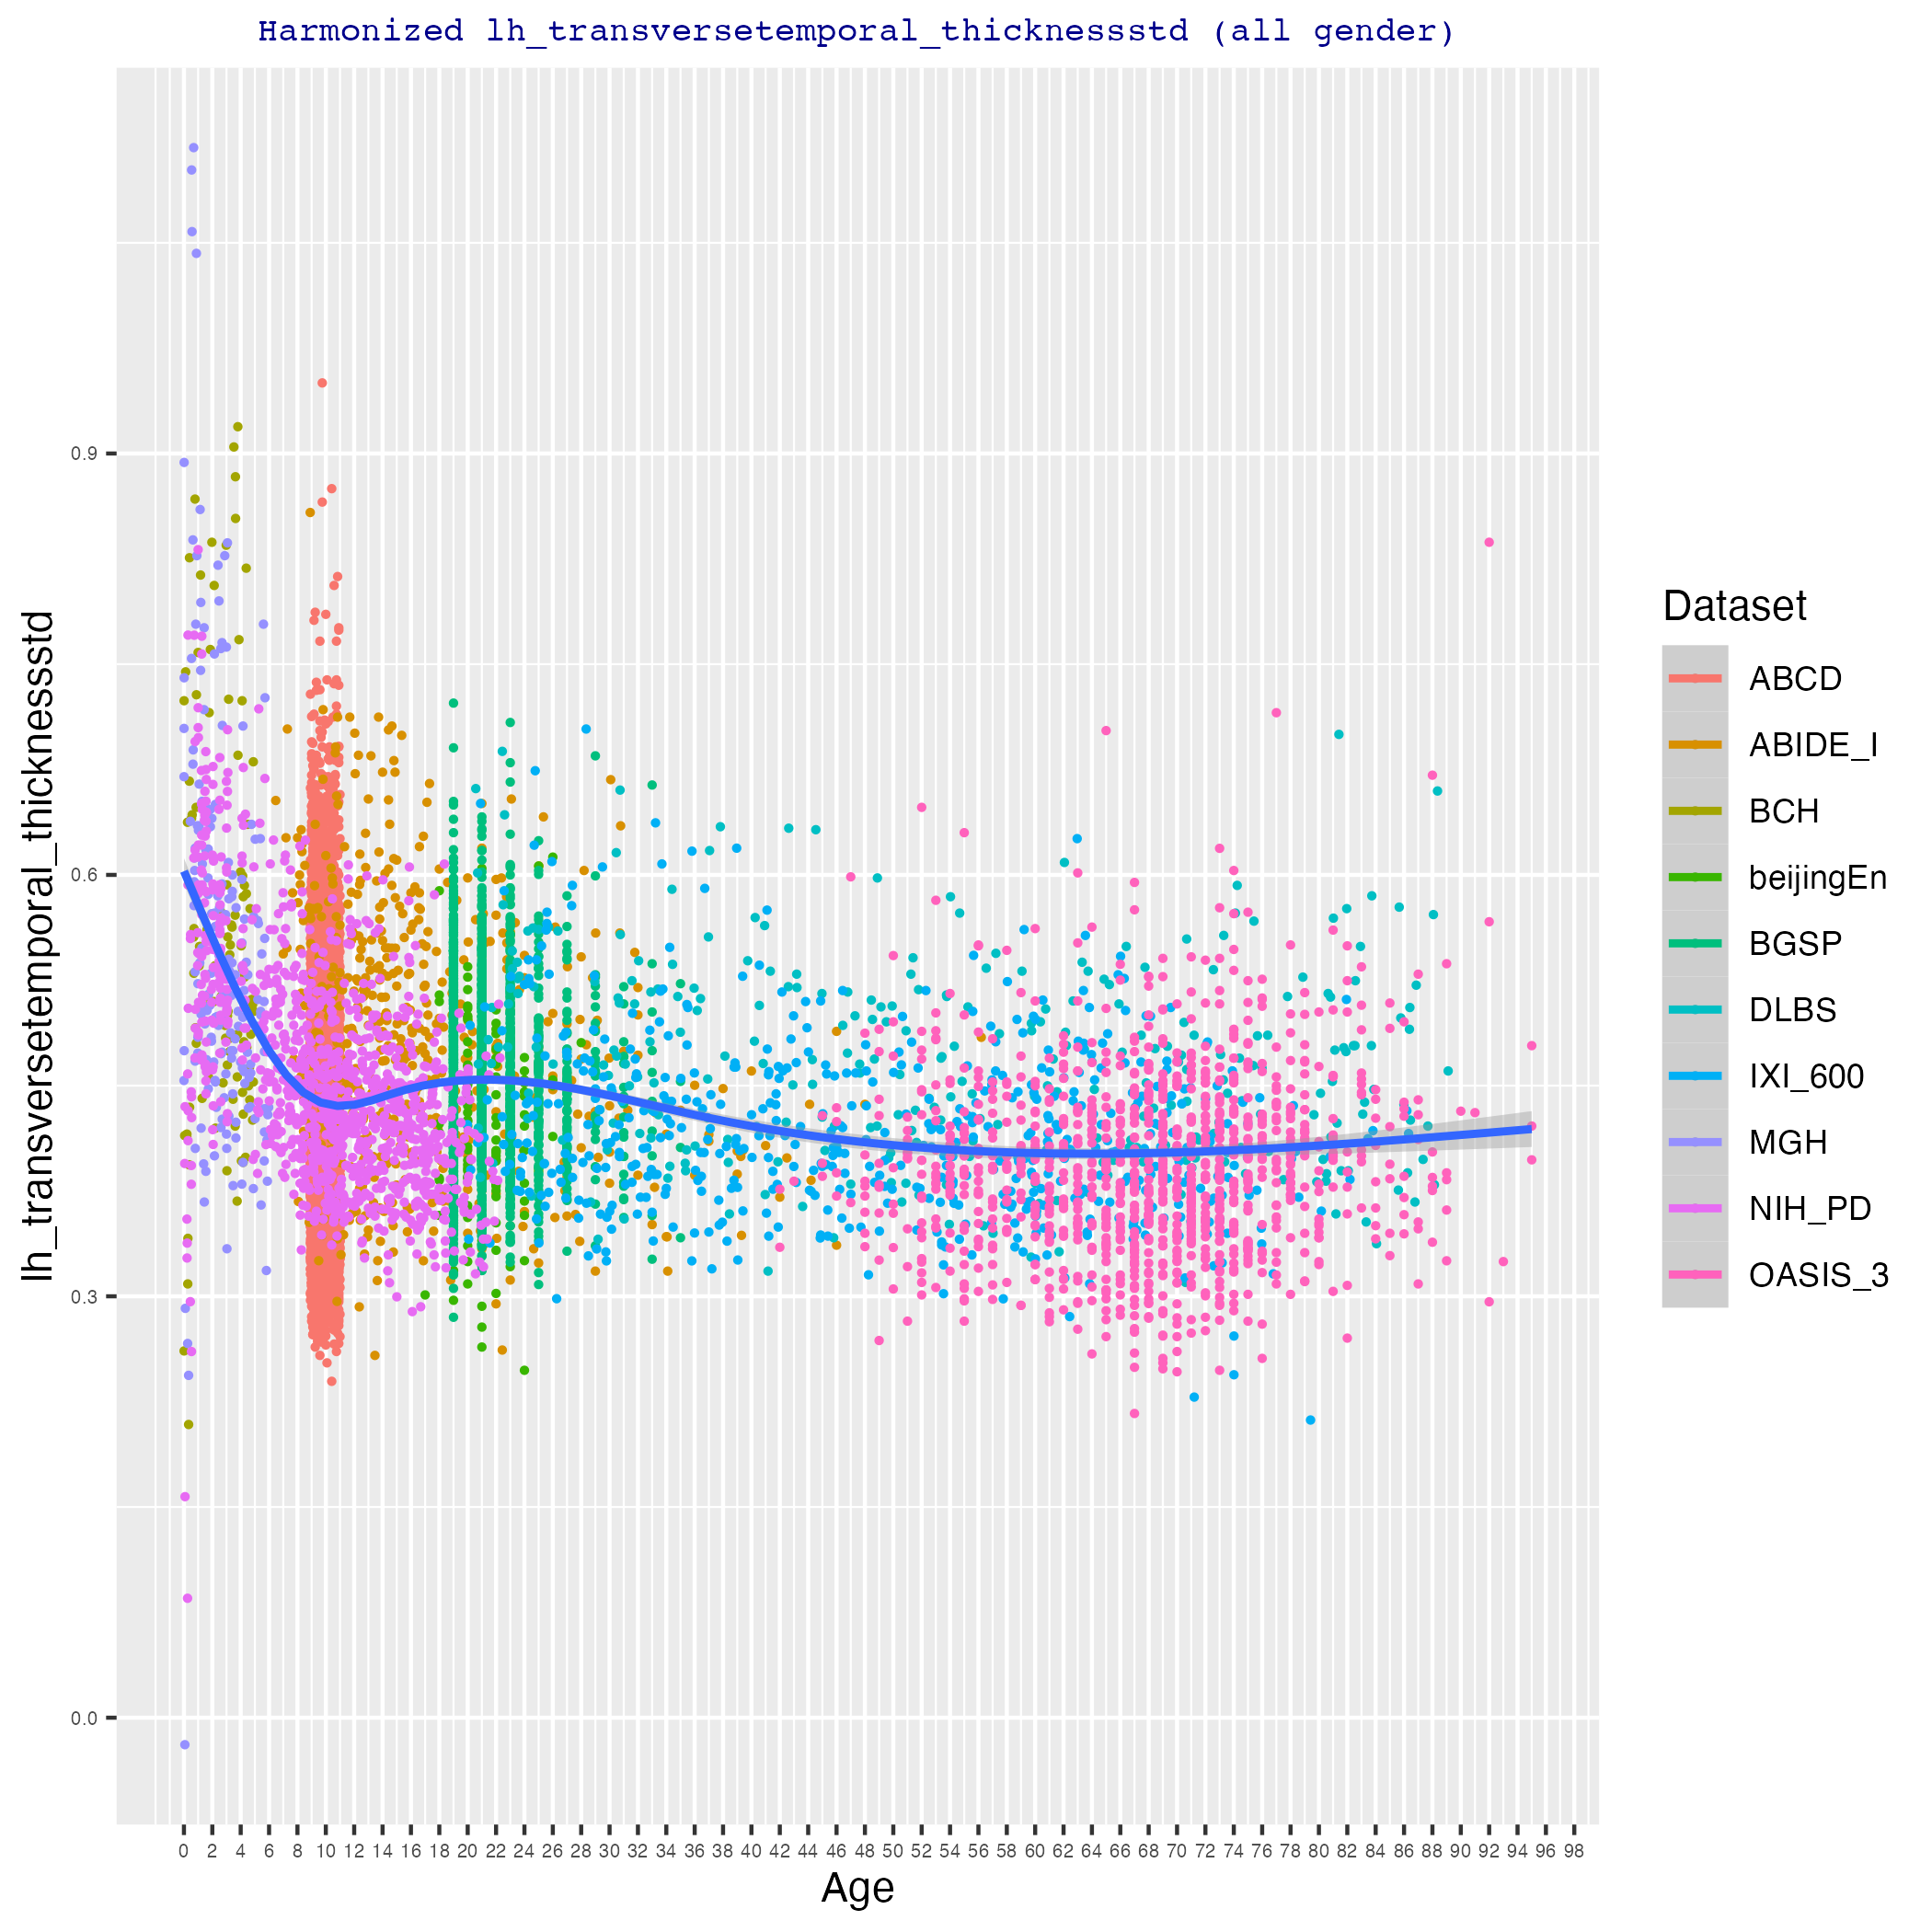 Harmonized lh_transversetemporal_thicknessstd (all gender)
lh_transversetemporal_thicknessstd
0.9
0.6
0.3
0.0
0 2 4 6 8 10 12 14 16 18 20 22 24 26 28 30 32 34 36 38 40 42 44 46 48 50 52 54 56 58 60 62 64 66 68 70 72 74 76 78 80 82 84 86 88 90 92 94 96 98
Age
Dataset
ABCD
ABIDE_I
BCH
beijingEn
BGSP
DLBS
IXI_600
MGH
NIH_PD
OASIS_3